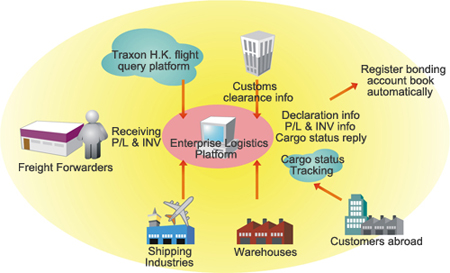 Traxon H.K. flight
query platform
Customs
clearance info
Register bonding
account book
automatically
Declaration info
P/L & INV info
Cargo status reply
Receiving
P/L & INV
Enterprise Logistics
Platform
Freight Forwarders
Cargo status
Tracking
Shipping
Industries
Warehouses
Customers abroad